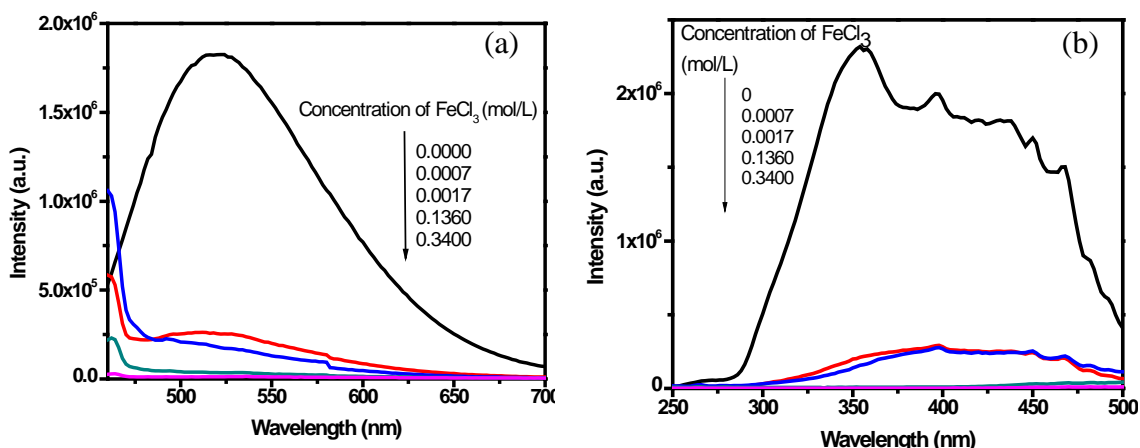 (a)
Concentration of FeCl3 (mol/L)
0.0000
0.0007
0.0017
0.1360
0.3400
2.0x10^6
1.5x10^6
1.0x10^6
5.0x10^5
0.0
Intensity (a.u.)
500 550 600 650 700
Wavelength (nm)
(b)
Concentration of FeCl3
(mol/L)
0
0.0007
0.0017
0.1360
0.3400
2x10^6
1x10^6
0
Intensity (a.u.)
250 300 350 400 450 500
Wavelength (nm)